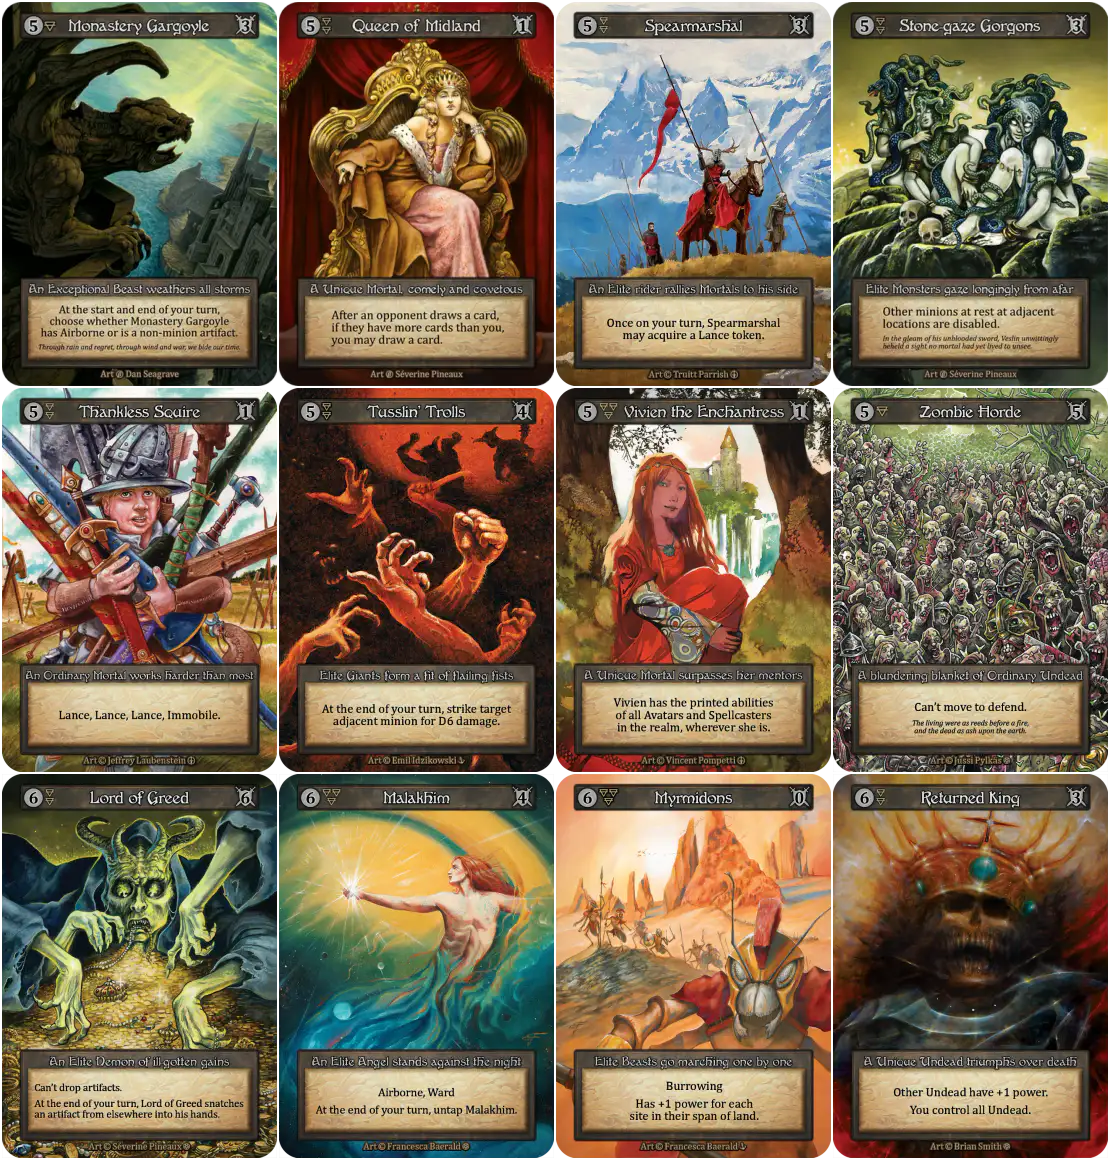 5 Monastery Gargoyle 3
An Exceptional Beast weathers all storms
At the start and end of your turn,
choose whether Monastery Gargoyle
has Airborne or is a non-minion artifact.
Through rain and regret, through wind and war, we bide our time.
Art Ⓟ Dan Seagrave
5 Queen of Midland 1
A Unique Mortal, comely and covetous
After an opponent draws a card,
if they have more cards than you,
you may draw a card.
Art Ⓟ Séverine Pineaux
5 Spearmarshal 3
An Elite rider rallies Mortals to his side
Once on your turn, Spearmarshal
may acquire a Lance token.
Art © Truitt Parrish
5 Stone-gaze Gorgons 3
Elite Monsters gaze longingly from afar
Other minions at rest at adjacent
locations are disabled.
In the gleam of his unblooded sword, Veslin unwittingly
beheld a sight no mortal had yet lived to unsee.
Art Ⓟ Séverine Pineaux
5 Thankless Squire 1
An Ordinary Mortal works harder than most
Lance, Lance, Lance, Immobile.
Art © Jeffrey Laubenstein
5 Tusslin' Trolls 4
Elite Giants form a fit of flailing fists
At the end of your turn, strike target
adjacent minion for D6 damage.
Art © Emil Idzikowski
5 Vivien the Enchantress 1
A Unique Mortal surpasses her mentors
Vivien has the printed abilities
of all Avatars and Spellcasters
in the realm, wherever she is.
Art © Vincent Pompetti
5 Zombie Horde 5
A blundering blanket of Ordinary Undead
Can't move to defend.
The living were as reeds before a fire,
and the dead as ash upon the earth.
Art © Jussi Pylkäs
6 Lord of Greed 6
An Elite Demon of ill-gotten gains
Can't drop artifacts.
At the end of your turn, Lord of Greed snatches
an artifact from elsewhere into his hands.
Art © Séverine Pineaux
6 Malakhim 4
An Elite Angel stands against the night
Airborne, Ward
At the end of your turn, untap Malakhim.
Art © Francesca Baerald
6 Myrmidons 0
Elite Beasts go marching one by one
Burrowing
Has +1 power for each
site in their span of land.
Art © Francesca Baerald
6 Returned King 3
A Unique Undead triumphs over death
Other Undead have +1 power.
You control all Undead.
Art © Brian Smith